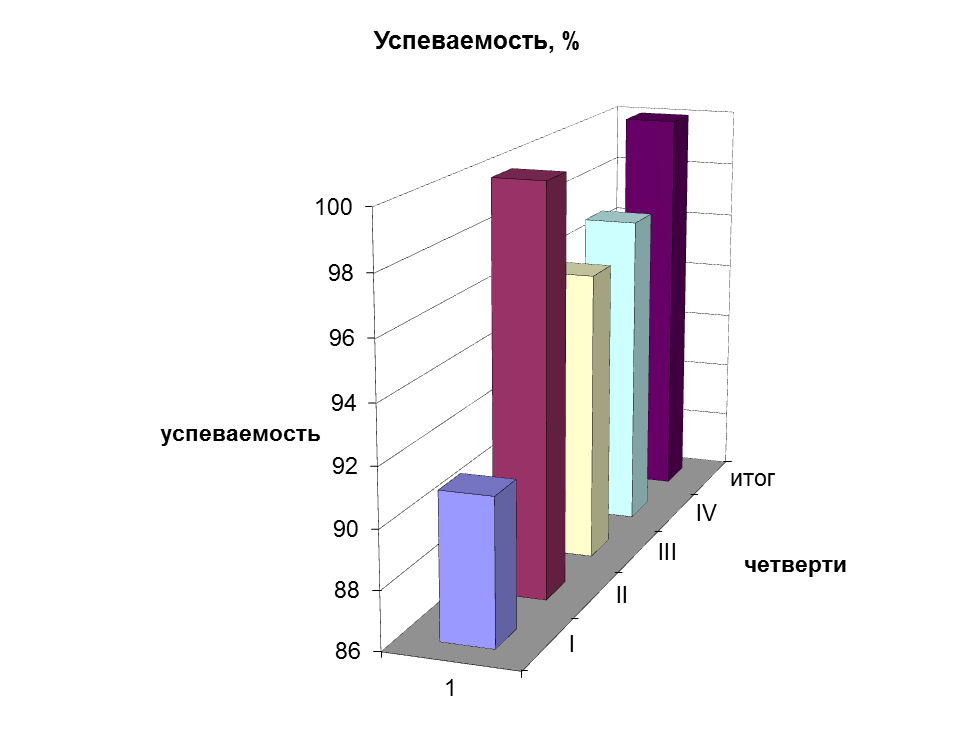 Успеваемость, %
100
98
96
94
92
90
88
86
успеваемость
1
I
II
III
IV
итог
четверти